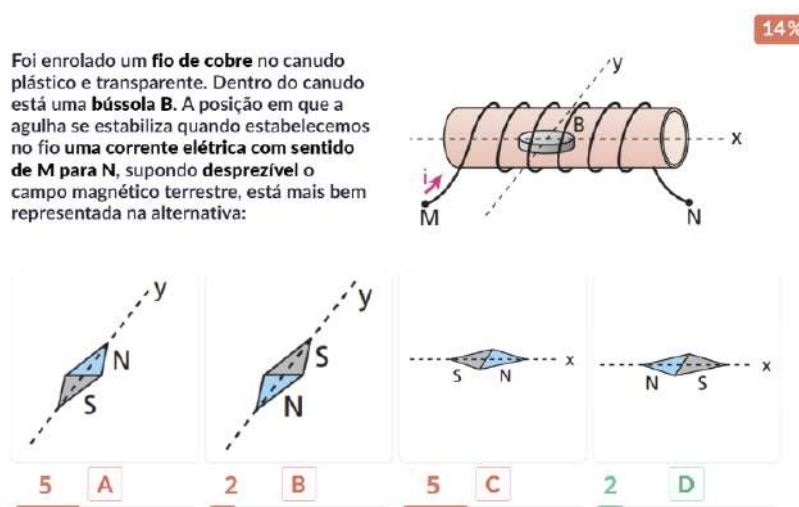 14%
Foi enrolado um fio de cobre no canudo
plástico e transparente. Dentro do canudo
está uma bússola B. A posição em que a
agulha se estabiliza quando estabelecemos
no fio uma corrente elétrica com sentido
de M para N, supondo desprezível o
campo magnético terrestre, está mais bem
representada na alternativa:
y
B
x
i
M
N
y
N
S
y
S
N
S N x
N S x
5 A
2 B
5 C
2 D